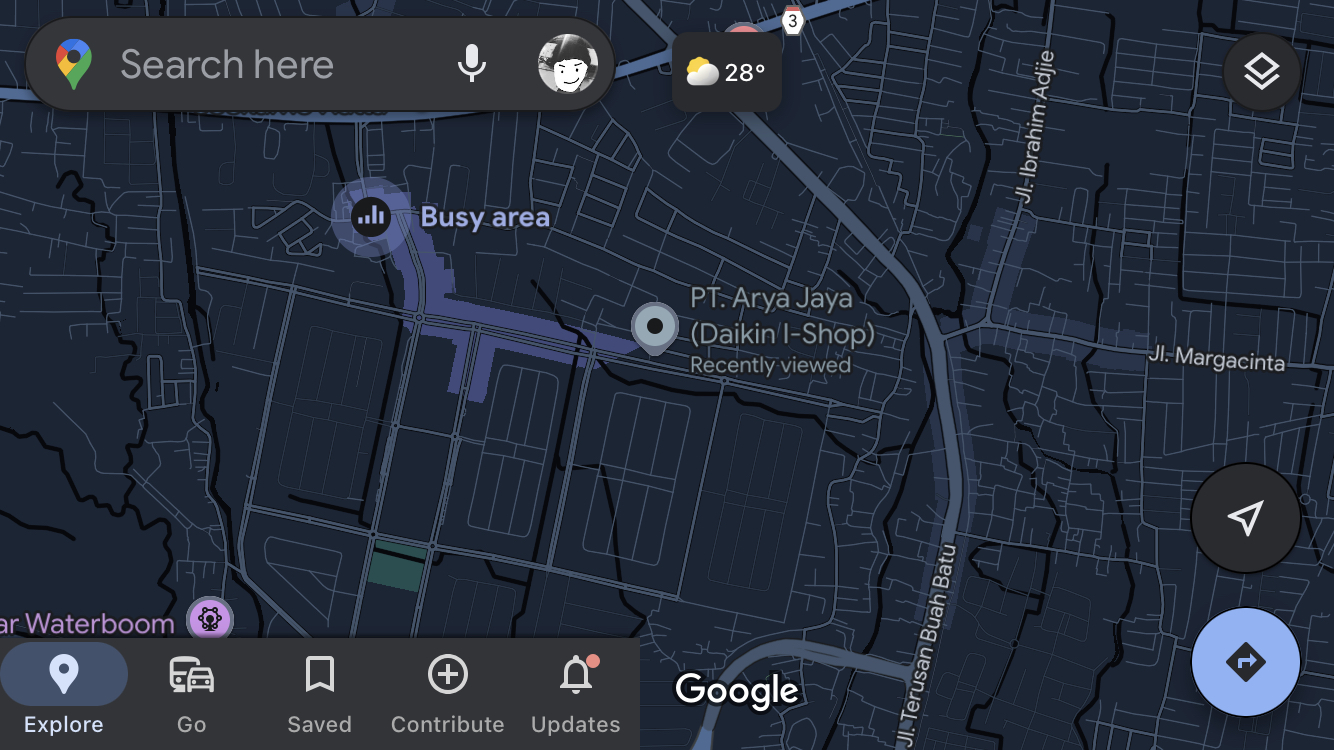 3
Search here
28°
Jl. Ibrahim Adjie
Busy area
PT. Arya Jaya
(Daikin I-Shop)
Recently viewed
Jl. Margacinta
Jl. Terusan Buah Batu
ar Waterboom
Google
Explore
Go
Saved
Contribute
Updates